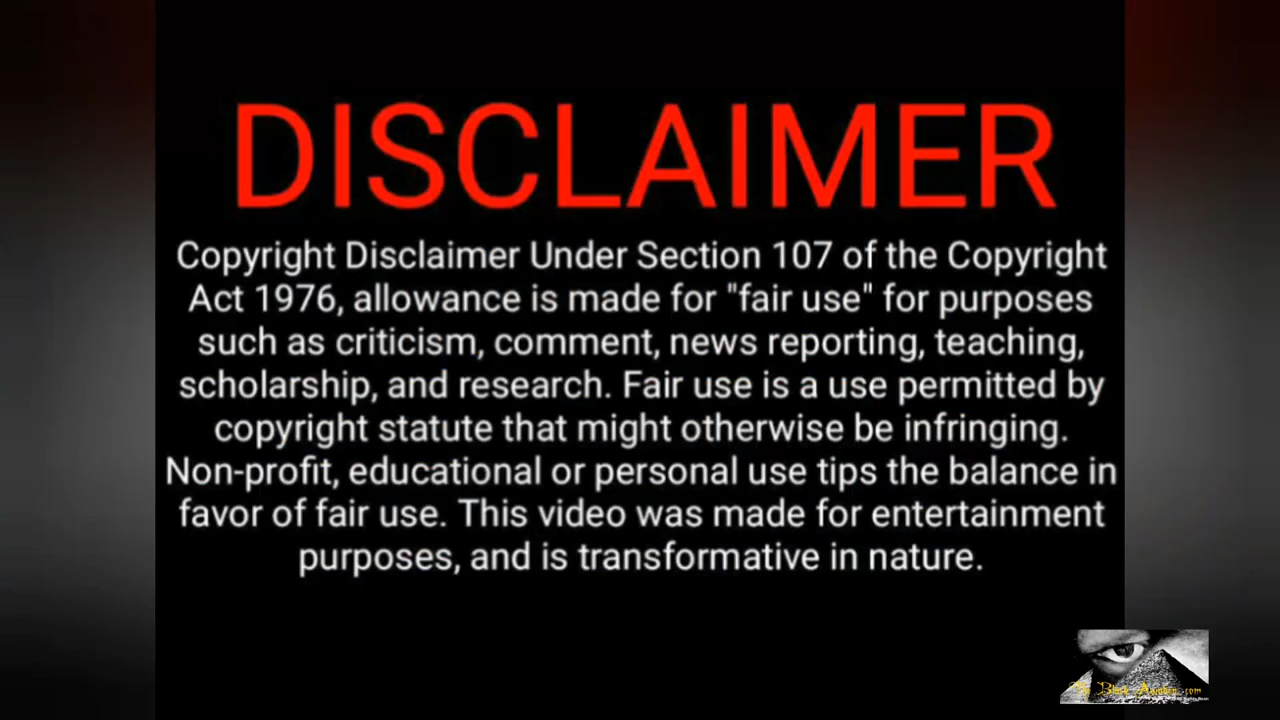 DISCLAIMER
Copyright Disclaimer Under Section 107 of the Copyright
Act 1976, allowance is made for "fair use" for purposes
such as criticism, comment, news reporting, teaching,
scholarship, and research. Fair use is a use permitted by
copyright statute that might otherwise be infringing.
Non-profit, educational or personal use tips the balance in
favor of fair use. This video was made for entertainment
purposes, and is transformative in nature.